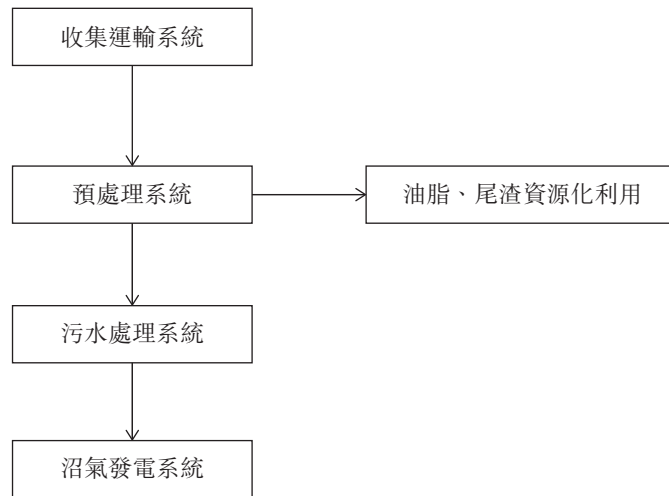 收集運輸系統
預處理系統
油脂、尾渣資源化利用
污水處理系統
沼氣發電系統